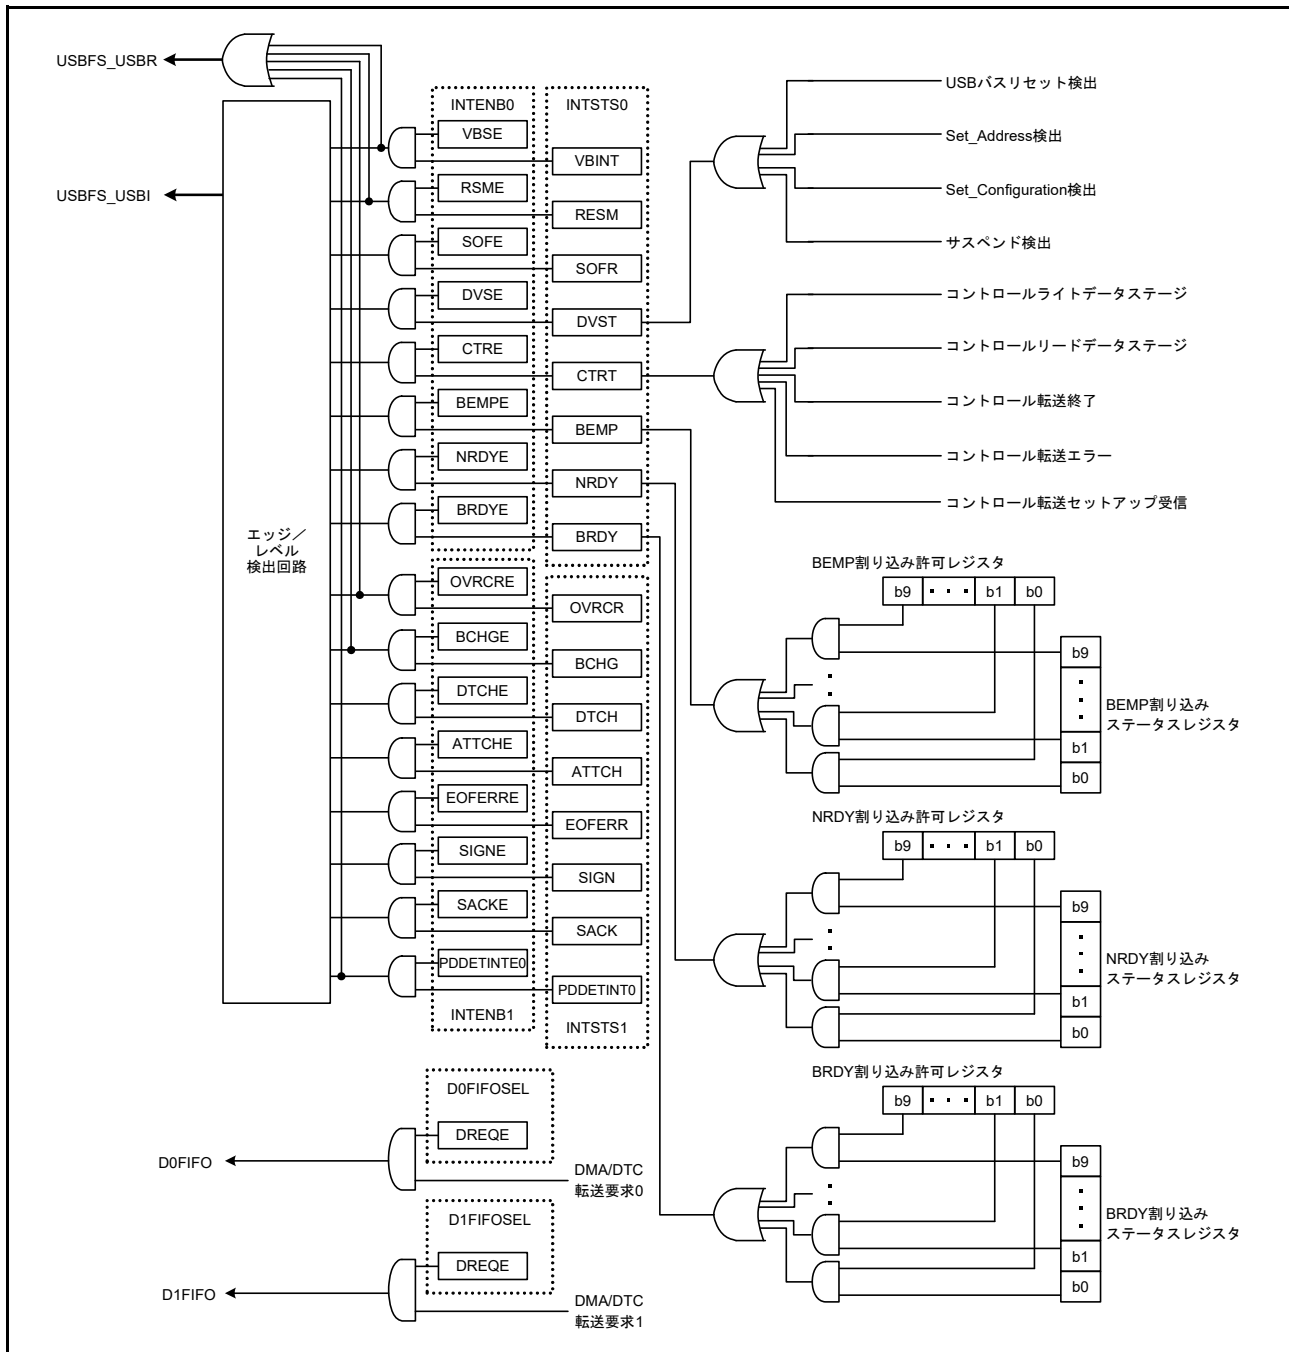 USBFS_USBR
USBFS_USBI
エッジ／
レベル
検出回路
INTENB0
VBSE
RSME
SOFE
DVSE
CTRE
BEMPE
NRDYE
BRDYE
OVRCRE
BCHGE
DTCHE
ATTCHE
EOFERRE
SIGNE
SACKE
PDDETINTE0
INTENB1
INTSTS0
VBINT
RESM
SOFR
DVST
CTRT
BEMP
NRDY
BRDY
OVRCR
BCHG
DTCH
ATTCH
EOFERR
SIGN
SACK
PDDETINT0
INTSTS1
USBバスリセット検出
Set_Address検出
Set_Configuration検出
サスペンド検出
コントロールライトデータステージ
コントロールリードデータステージ
コントロール転送終了
コントロール転送エラー
コントロール転送セットアップ受信
BEMP割り込み許可レジスタ
b9 ・・・ b1 b0
b9
・
・
・
b1
b0
BEMP割り込み
ステータスレジスタ
NRDY割り込み許可レジスタ
b9 ・・・ b1 b0
b9
・
・
・
b1
b0
NRDY割り込み
ステータスレジスタ
BRDY割り込み許可レジスタ
b9 ・・・ b1 b0
b9
・
・
・
b1
b0
BRDY割り込み
ステータスレジスタ
D0FIFOSEL
DREQE
D0FIFO
DMA/DTC
転送要求0
D1FIFOSEL
DREQE
D1FIFO
DMA/DTC
転送要求1